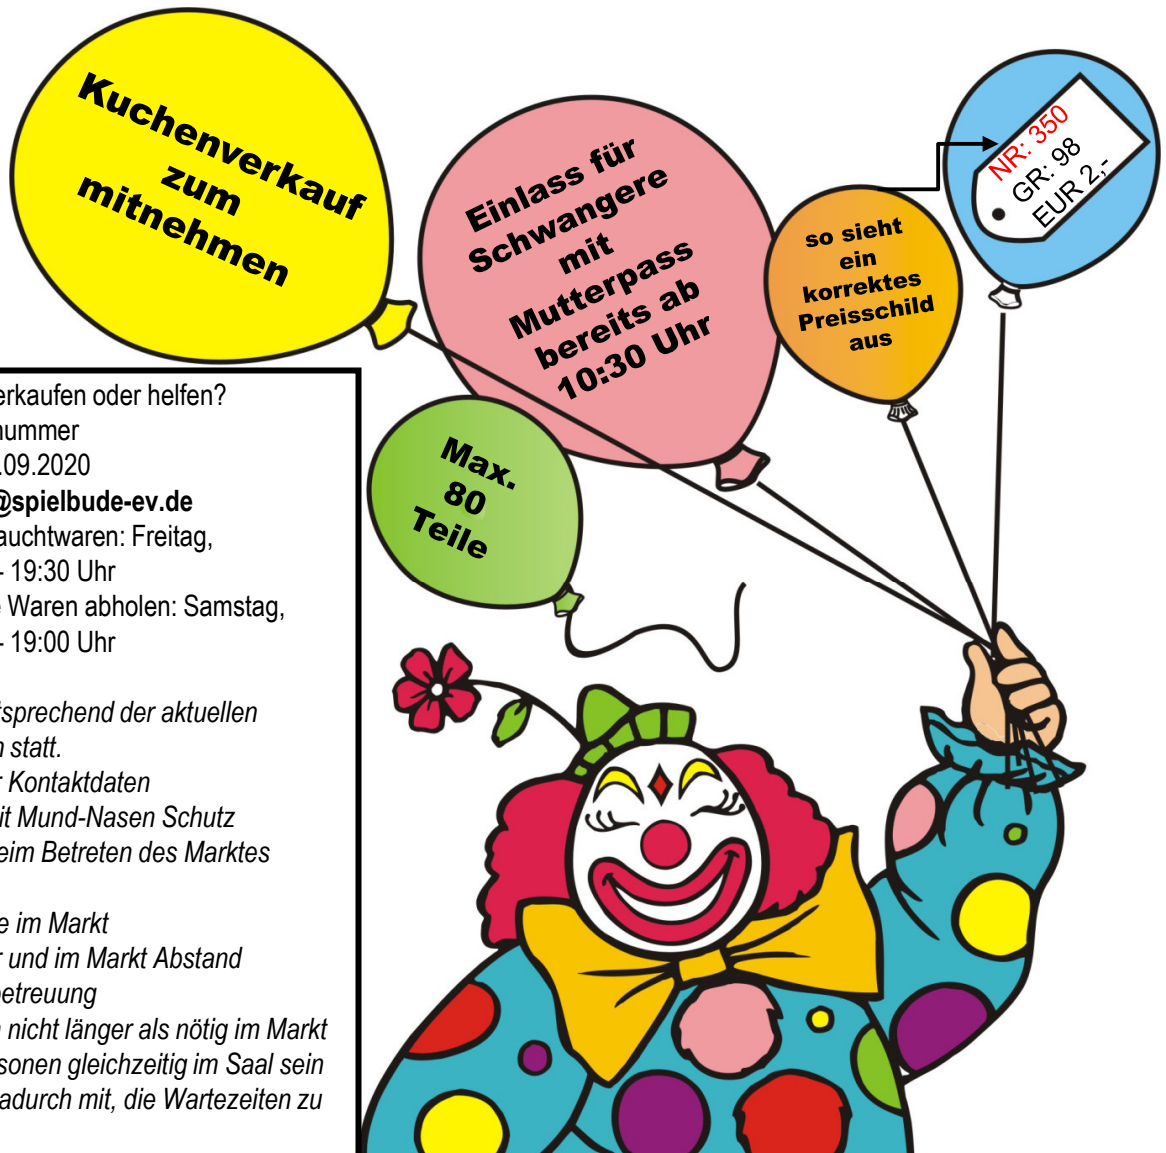 Kuchenverkauf
zum
mitnehmen
Einlass für
Schwangere
mit
Mutterpass
bereits ab
10:30 Uhr
so sieht
ein
korrektes
Preisschild
aus
NR: 350
GR: 98
EUR 2,-
Max.
80
Teile
erkaufen oder helfen?
nummer
.09.2020
@spielbude-ev.de
auchtwaren: Freitag,
- 19:30 Uhr
e Waren abholen: Samstag,
- 19:00 Uhr
tsprechend der aktuellen
n statt.
r Kontaktdaten
it Mund-Nasen Schutz
eim Betreten des Marktes
e im Markt
r und im Markt Abstand
betreuung
n nicht länger als nötig im Markt
sonen gleichzeitig im Saal sein
adurch mit, die Wartezeiten zu